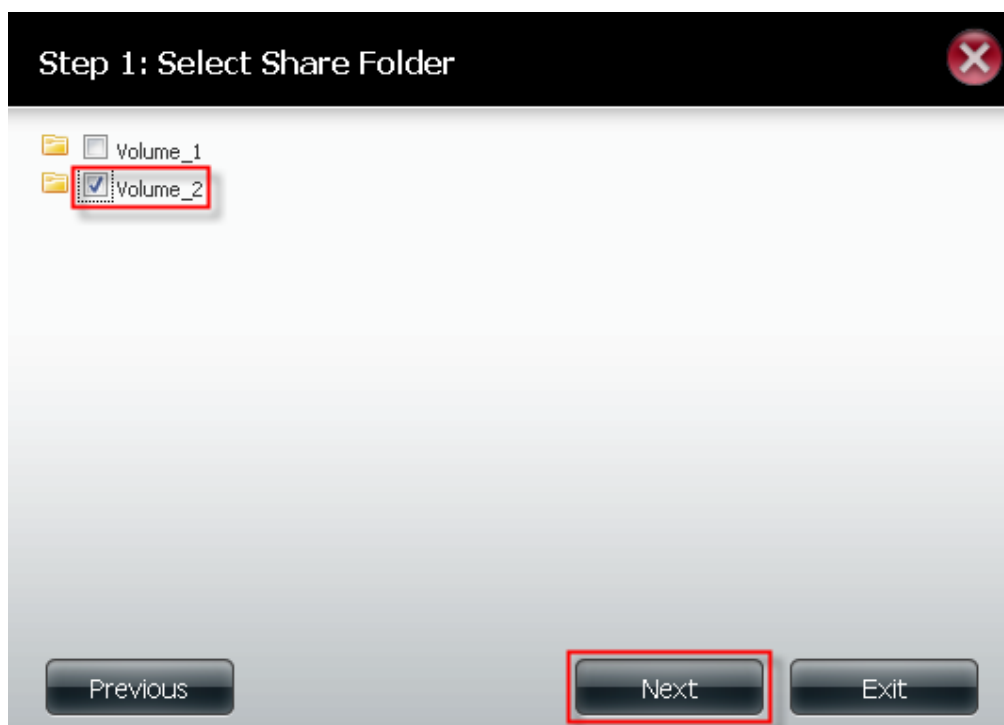 Step 1: Select Share Folder
Volume_1
Volume_2
Previous
Next
Exit